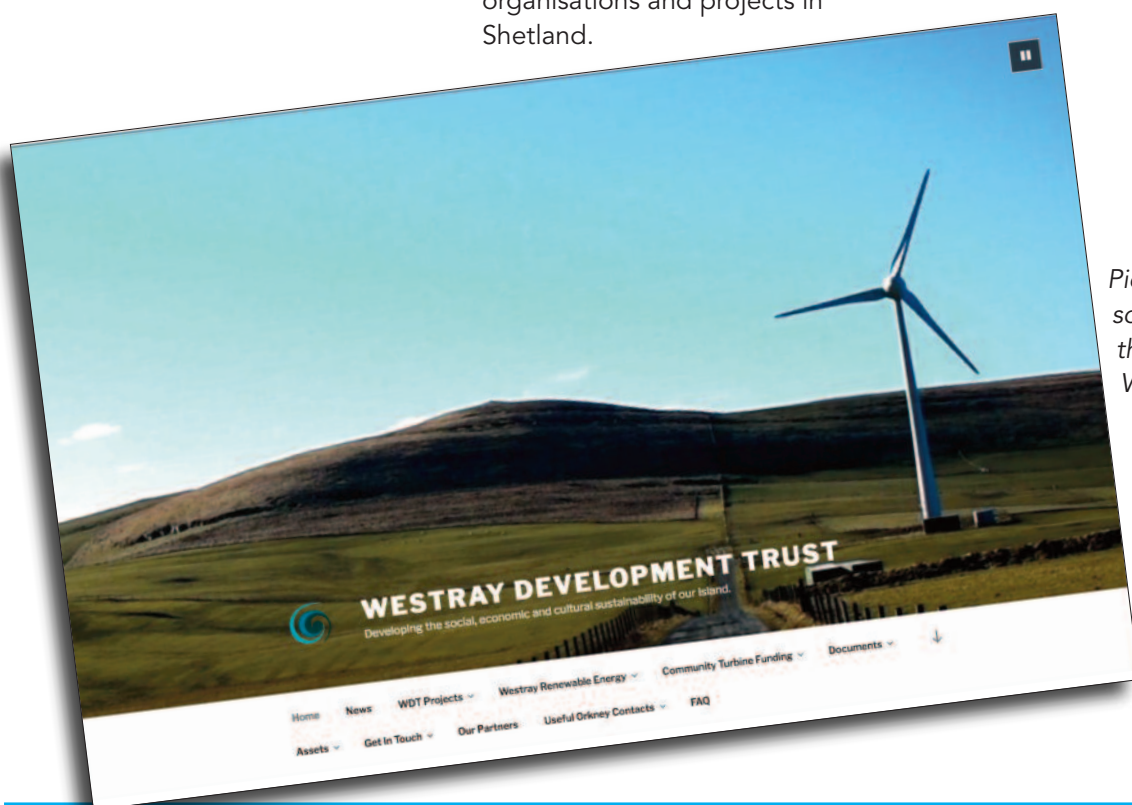 organisations and projects in
Shetland.
WESTRAY DEVELOPMENT TRUST
Developing the social, economic and cultural sustainability of our Island.
Home News WDT Projects Westray Renewable Energy Community Turbine Funding Documents
Assets Get In Touch Our Partners Useful Orkney Contacts FAQ